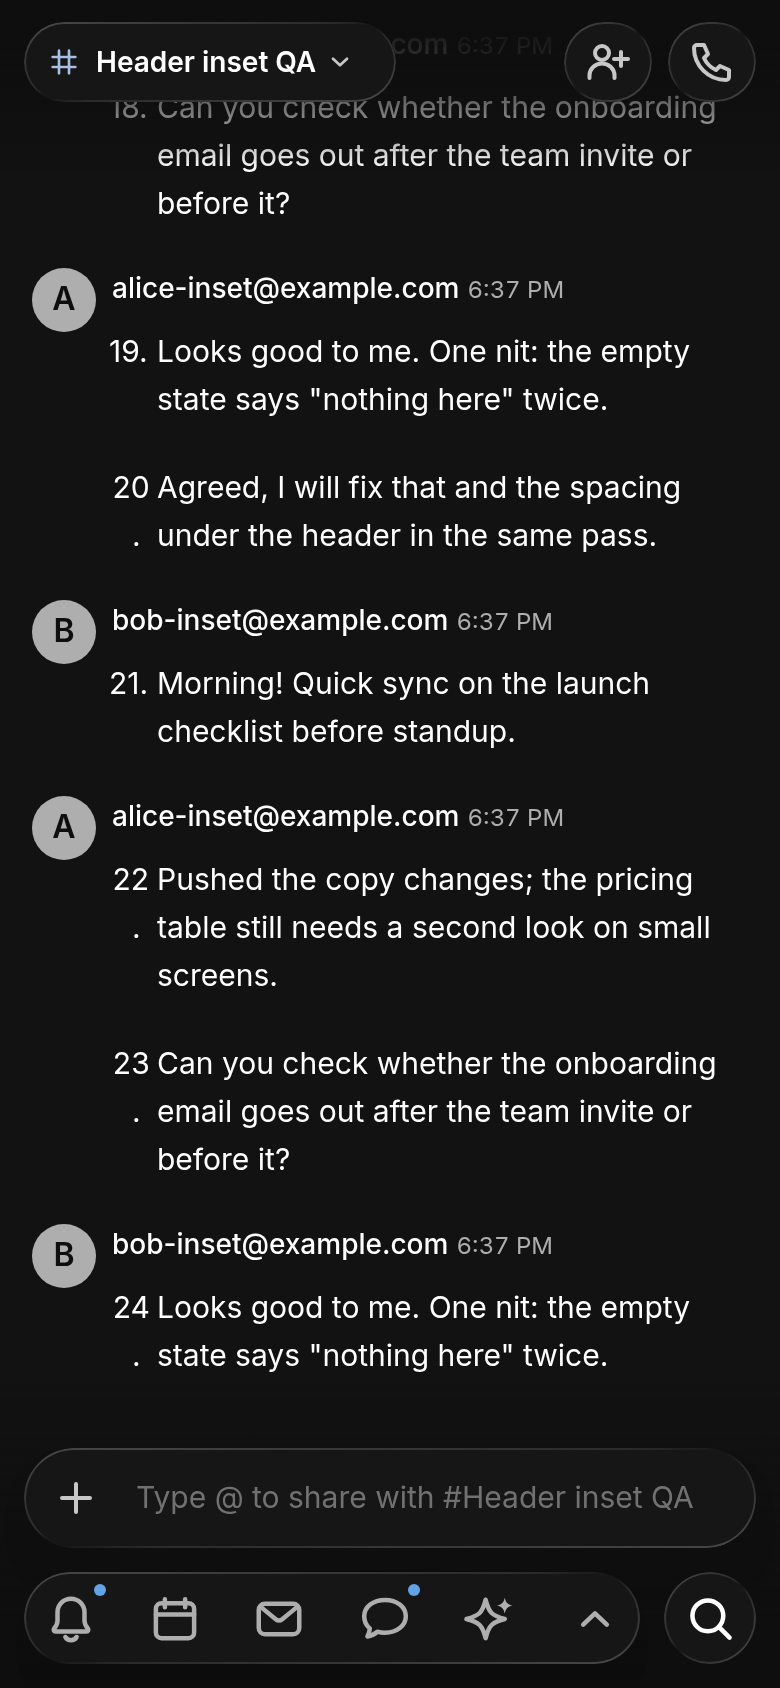 # Header inset QA
com 6:37 PM
18. Can you check whether the onboarding
email goes out after the team invite or
before it?
A
alice-inset@example.com 6:37 PM
19. Looks good to me. One nit: the empty
state says "nothing here" twice.
20 Agreed, I will fix that and the spacing
. under the header in the same pass.
B
bob-inset@example.com 6:37 PM
21. Morning! Quick sync on the launch
checklist before standup.
A
alice-inset@example.com 6:37 PM
22 Pushed the copy changes; the pricing
. table still needs a second look on small
screens.
23 Can you check whether the onboarding
. email goes out after the team invite or
before it?
B
bob-inset@example.com 6:37 PM
24 Looks good to me. One nit: the empty
. state says "nothing here" twice.
Type @ to share with #Header inset QA